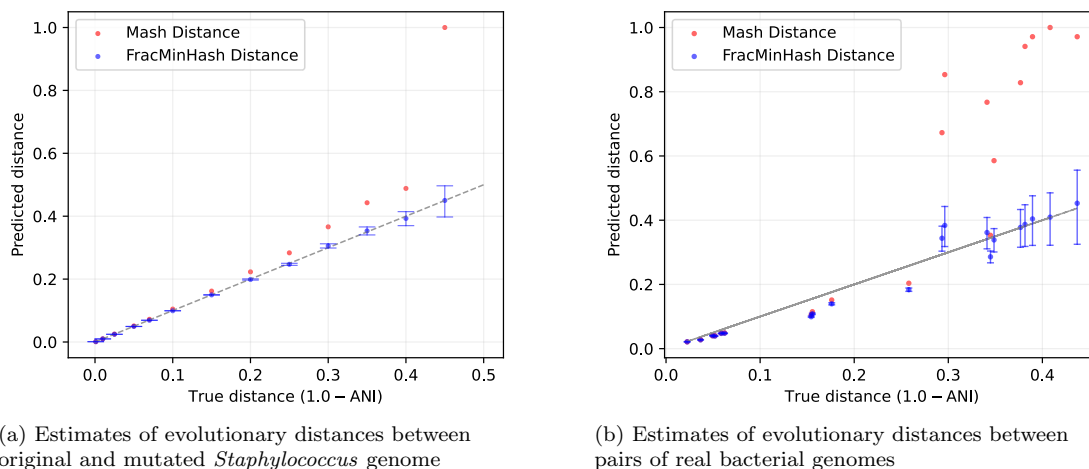 1.0
0.8
0.6
0.4
0.2
0.0
Predicted distance
Mash Distance
FracMinHash Distance
0.0 0.1 0.2 0.3 0.4 0.5
True distance (1.0 − ANI)
(a) Estimates of evolutionary distances between
original and mutated Staphylococcus genome
1.0
0.8
0.6
0.4
0.2
0.0
Predicted distance
Mash Distance
FracMinHash Distance
0.0 0.1 0.2 0.3 0.4
True distance (1.0 − ANI)
(b) Estimates of evolutionary distances between
pairs of real bacterial genomes